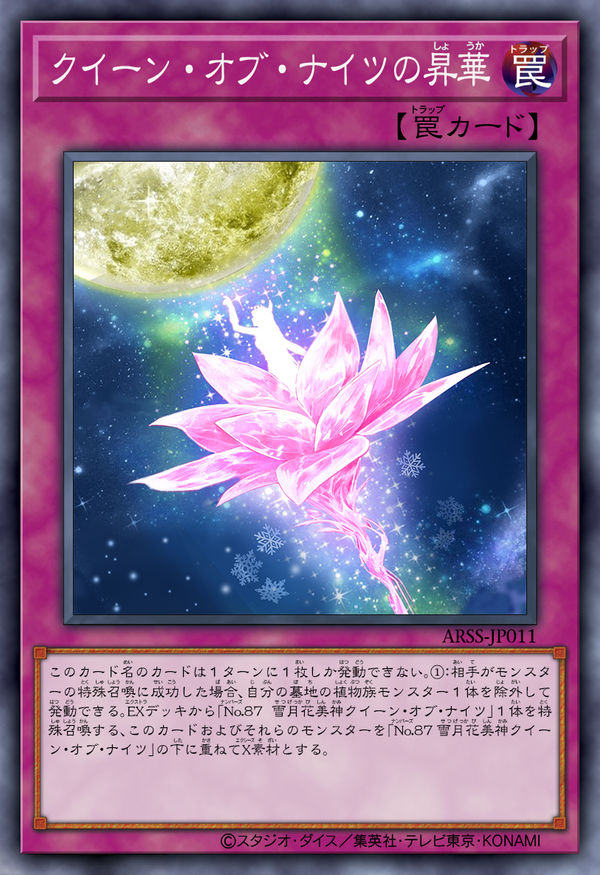 クイーン・オブ・ナイツの昇華 罠
【罠カード】
ARSS-JP011
このカード名のカードは1ターンに1枚しか発動できない。①:相手がモンスタ
ーの特殊召喚に成功した場合、自分の墓地の植物族モンスター1体を除外して
発動できる。EXデッキから「No.87 雪月花美神クイーン・オブ・ナイツ」1体を特
殊召喚する、このカードおよびそれらのモンスターを「No.87 雪月花美神クイー
ン・オブ・ナイツ」の下に重ねてX素材とする。
©スタジオ・ダイス/集英社・テレビ東京・KONAMI